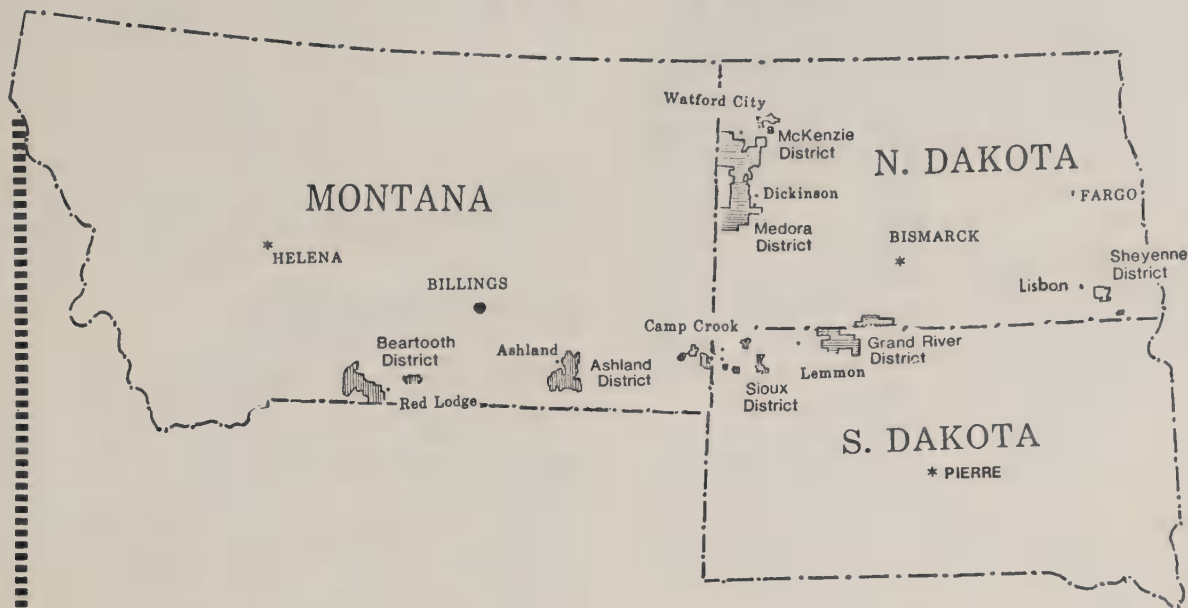 Watford City
McKenzie
District
N. DAKOTA
MONTANA
Dickinson
FARGO
Medora
District
BISMARCK
HELENA
Sheyenne
District
BILLINGS
Lisbon
Camp Crook
Beartooth
District
Ashland
Ashland
District
Grand River
District
Lemmon
Sioux
District
Red Lodge
S. DAKOTA
PIERRE